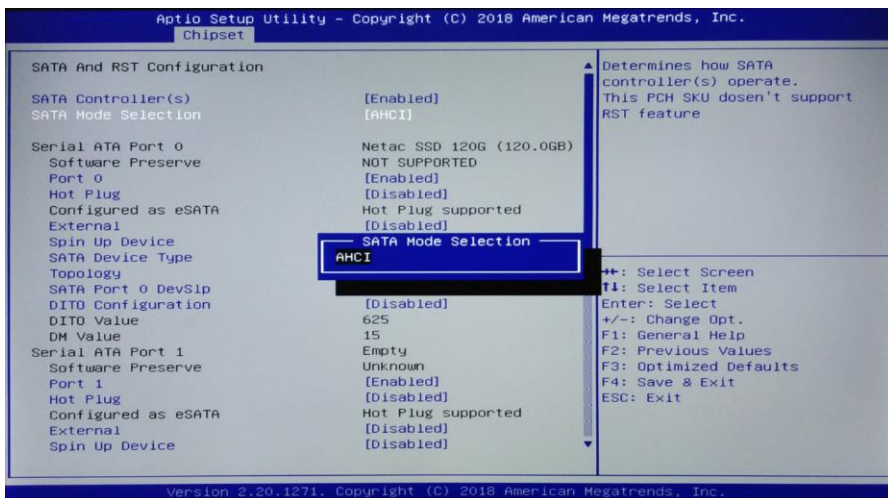 Aptio Setup Utility – Copyright (C) 2018 American Megatrends, Inc.
Chipset
SATA And RST Configuration
SATA Controller(s) [Enabled]
SATA Mode Selection [AHCI]
Serial ATA Port 0 Netac SSD 120G (120.0GB)
Software Preserve NOT SUPPORTED
Port 0 [Enabled]
Hot Plug [Disabled]
Configured as eSATA Hot Plug supported
External [Disabled]
Spin Up Device
SATA Device Type
Topology
SATA Port 0 DevSlp
DITO Configuration [Disabled]
DITO Value 625
DM Value 15
Serial ATA Port 1 Empty
Software Preserve Unknown
Port 1 [Enabled]
Hot Plug [Disabled]
Configured as eSATA Hot Plug supported
External [Disabled]
Spin Up Device [Disabled]
SATA Mode Selection
AHCI
Determines how SATA
controller(s) operate.
This PCH SKU dosen't support
RST feature
→←: Select Screen
↑↓: Select Item
Enter: Select
+/-: Change Opt.
F1: General Help
F2: Previous Values
F3: Optimized Defaults
F4: Save & Exit
ESC: Exit
Version 2.20.1271. Copyright (C) 2018 American Megatrends, Inc.